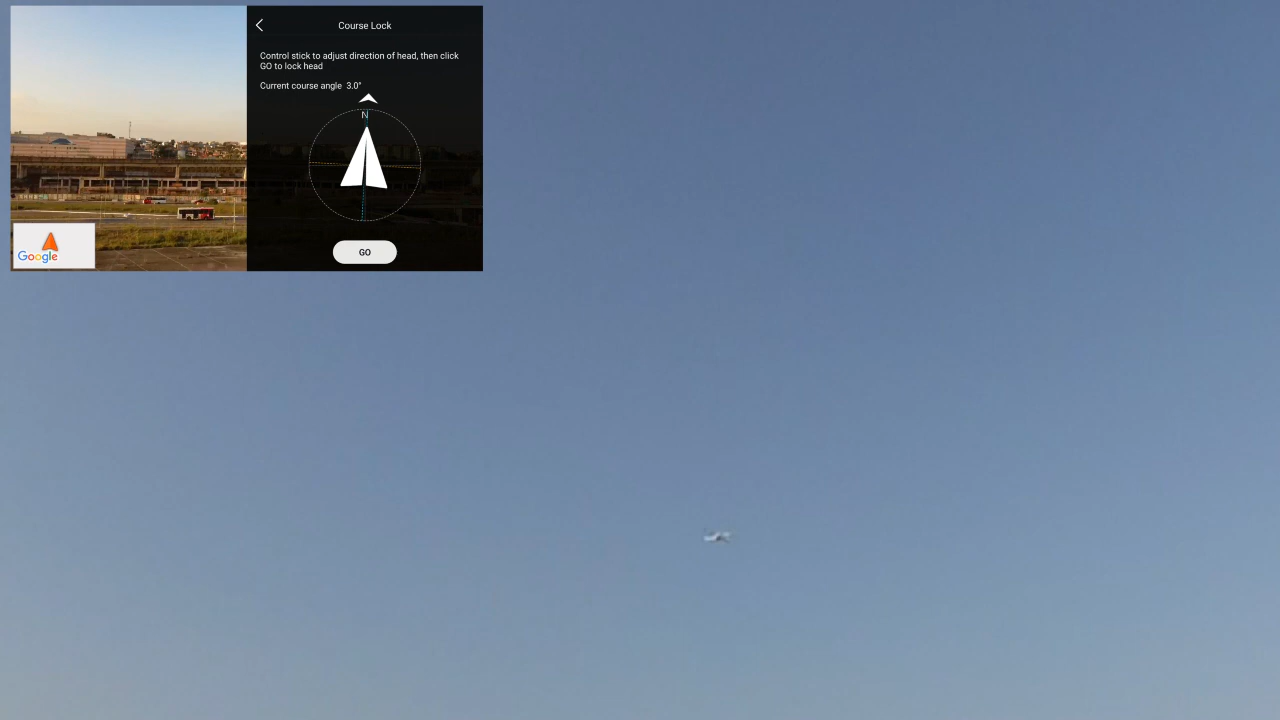 Course Lock
Control stick to adjust direction of head, then click
GO to lock head
Current course angle 3.0°
N
GO
Google